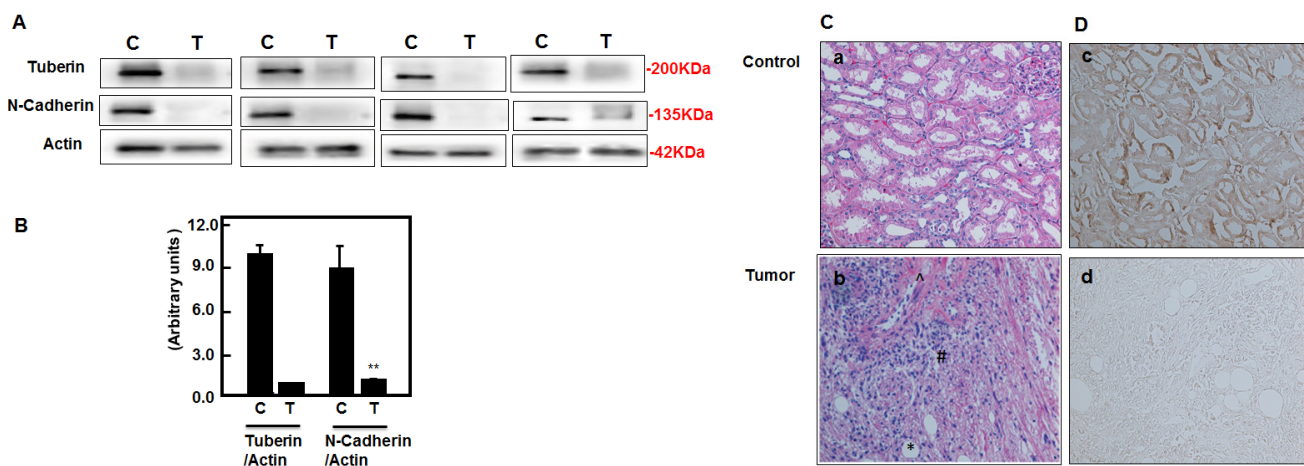 A
C T C T C T C T
Tuberin
-200KDa
N-Cadherin
-135KDa
Actin
-42KDa
B
(Arbitrary units)
12.0
9.0
6.0
3.0
0.0
**
C T C T
Tuberin
/Actin
N-Cadherin
/Actin
C
D
Control
a
c
Tumor
b
^
#
*
d